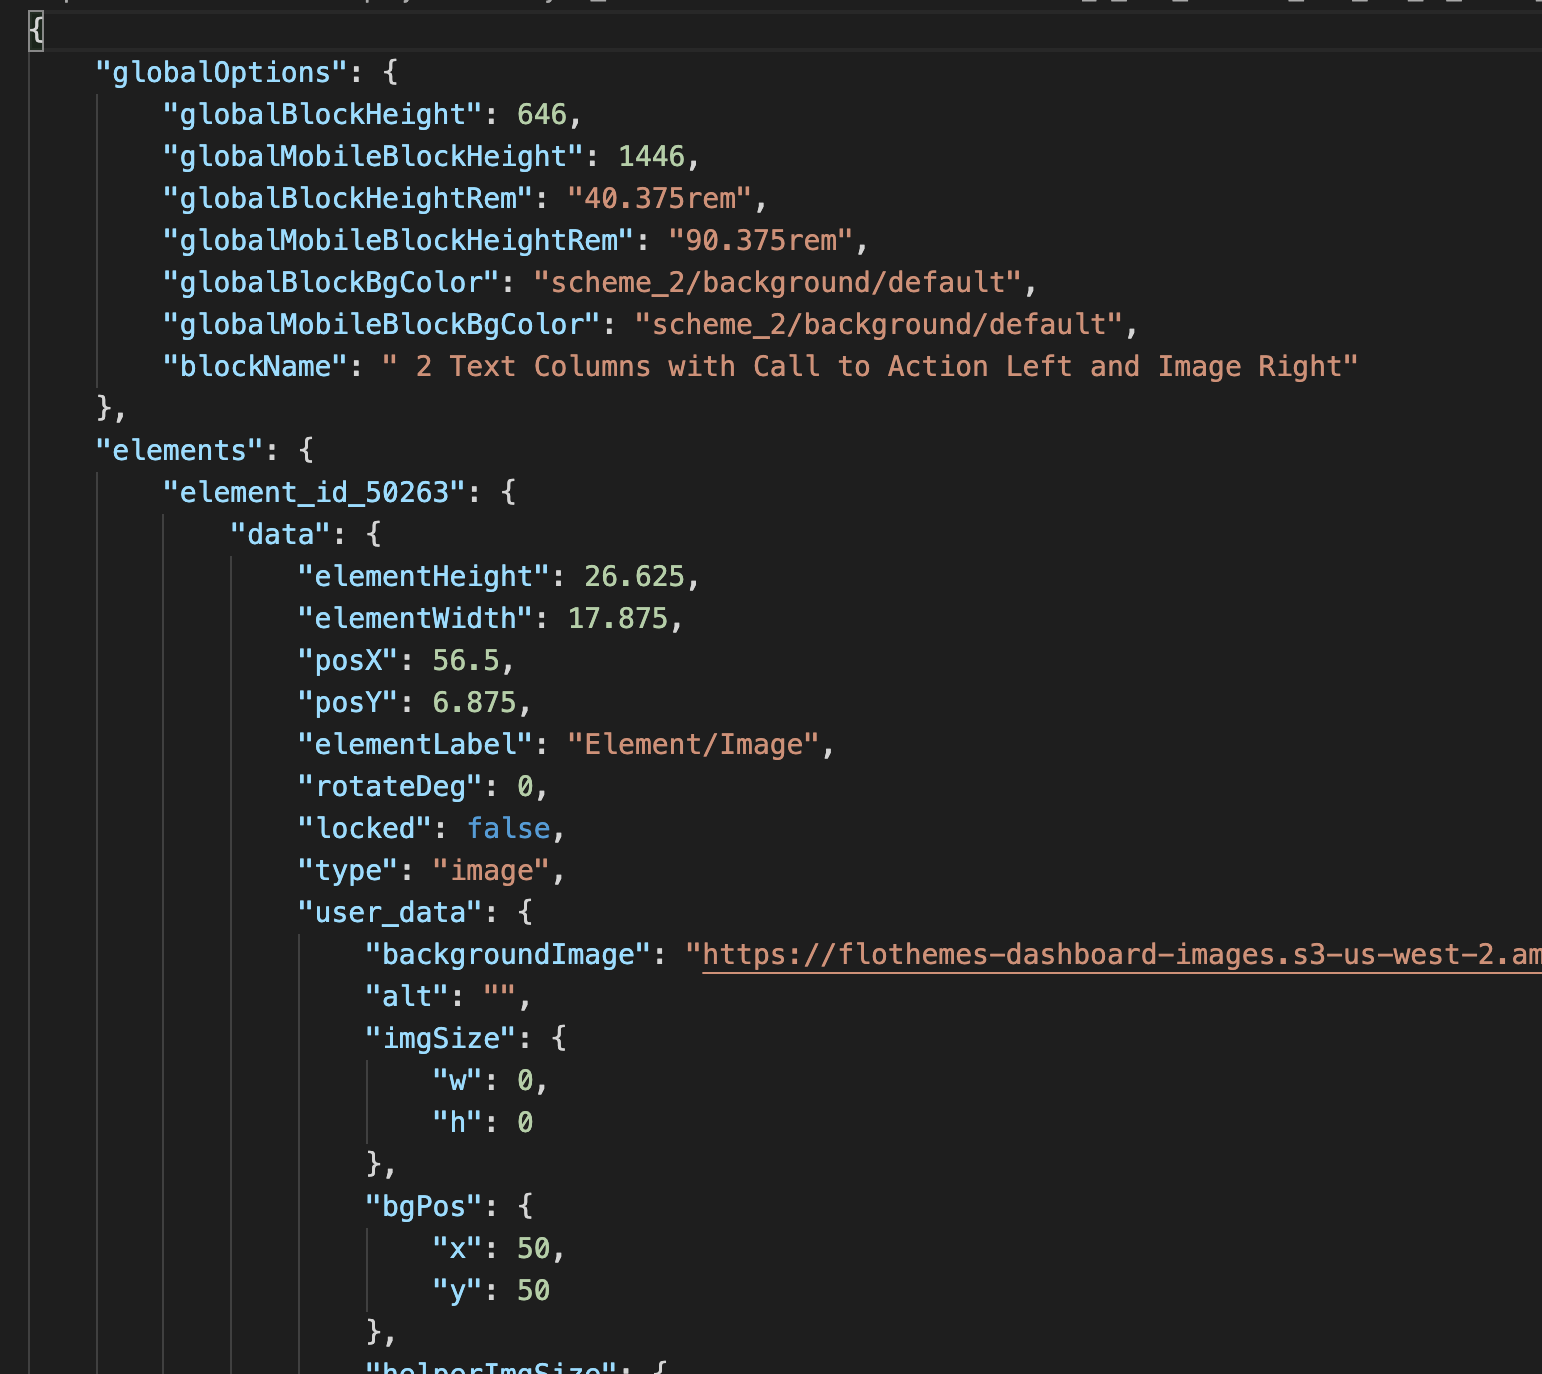 {
"globalOptions": {
"globalBlockHeight": 646,
"globalMobileBlockHeight": 1446,
"globalBlockHeightRem": "40.375rem",
"globalMobileBlockHeightRem": "90.375rem",
"globalBlockBgColor": "scheme_2/background/default",
"globalMobileBlockBgColor": "scheme_2/background/default",
"blockName": " 2 Text Columns with Call to Action Left and Image Right"
},
"elements": {
"element_id_50263": {
"data": {
"elementHeight": 26.625,
"elementWidth": 17.875,
"posX": 56.5,
"posY": 6.875,
"elementLabel": "Element/Image",
"rotateDeg": 0,
"locked": false,
"type": "image",
"user_data": {
"backgroundImage": "https://flothemes-dashboard-images.s3-us-west-2.am
"alt": "",
"imgSize": {
"w": 0,
"h": 0
},
"bgPos": {
"x": 50,
"y": 50
},
"helperImgSize": {